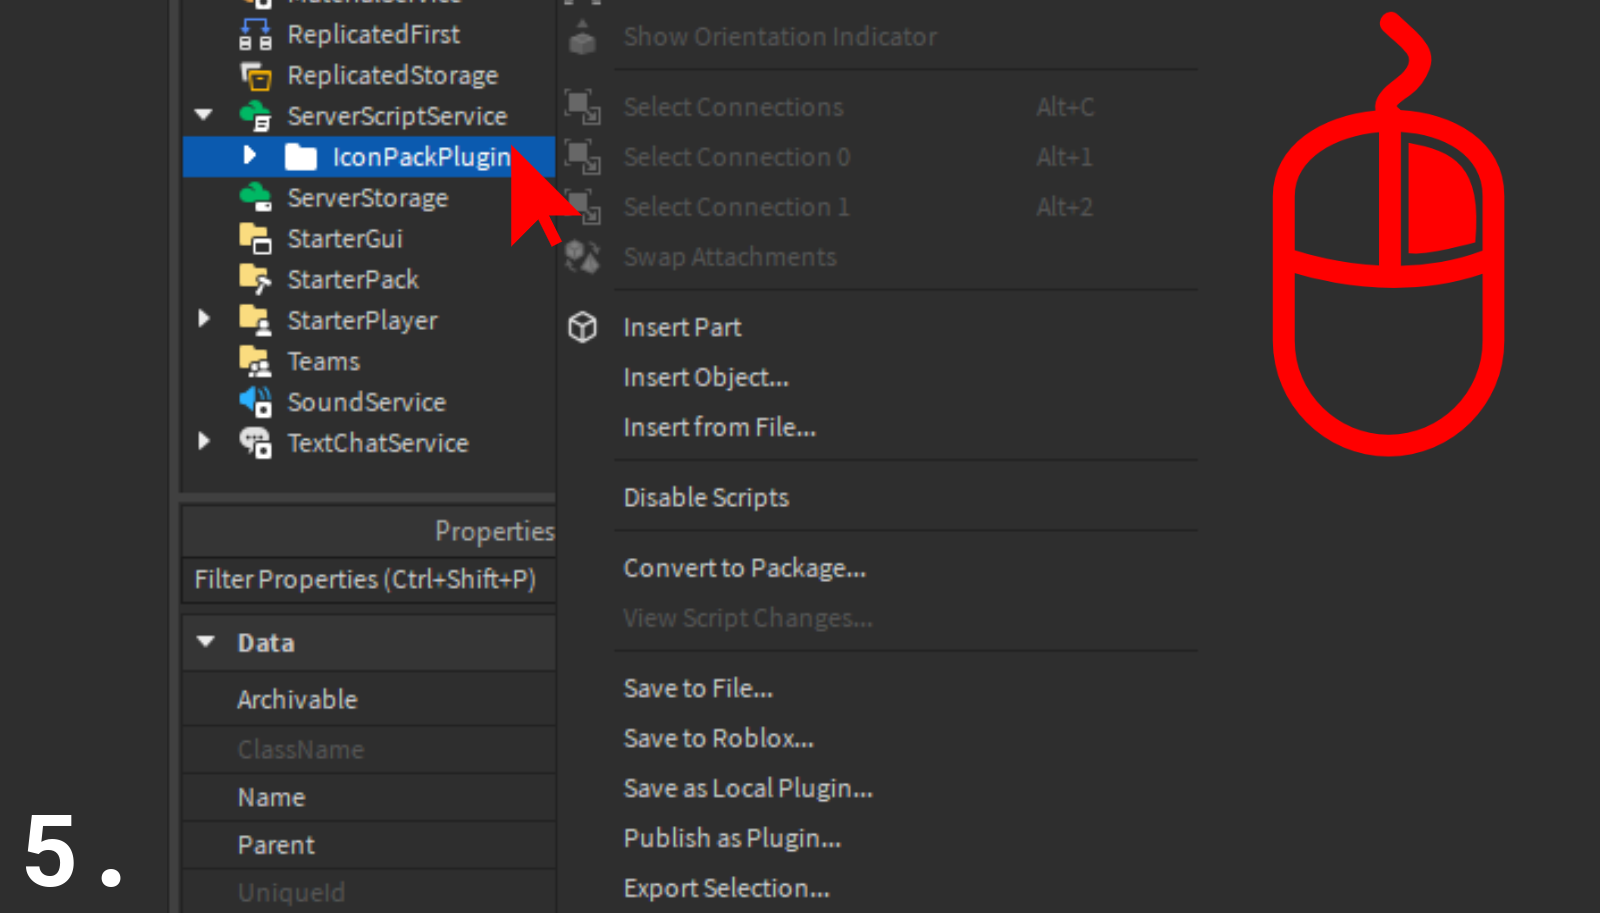 MaterialService
ReplicatedFirst
ReplicatedStorage
ServerScriptService
IconPackPlugin
ServerStorage
StarterGui
StarterPack
StarterPlayer
Teams
SoundService
TextChatService
Properties
Filter Properties (Ctrl+Shift+P)
Data
Archivable
ClassName
Name
Parent
UniqueId
Show Orientation Indicator
Select Connections Alt+C
Select Connection 0 Alt+1
Select Connection 1 Alt+2
Swap Attachments
Insert Part
Insert Object...
Insert from File...
Disable Scripts
Convert to Package...
View Script Changes...
Save to File...
Save to Roblox...
Save as Local Plugin...
Publish as Plugin...
Export Selection...
5.